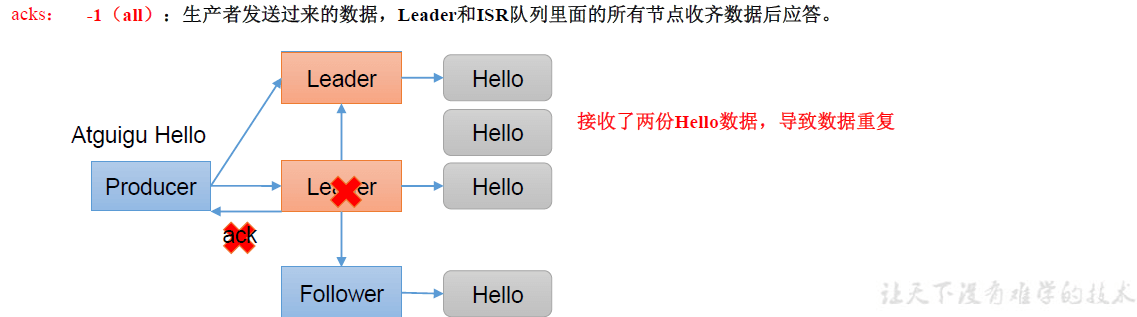 acks： -1（all）：生产者发送过来的数据，Leader和ISR队列里面的所有节点收齐数据后应答。
Leader
Hello
Atguigu Hello
Hello
接收了两份Hello数据，导致数据重复
Producer
Leader
Hello
ack
Follower
Hello
让天下没有难学的技术